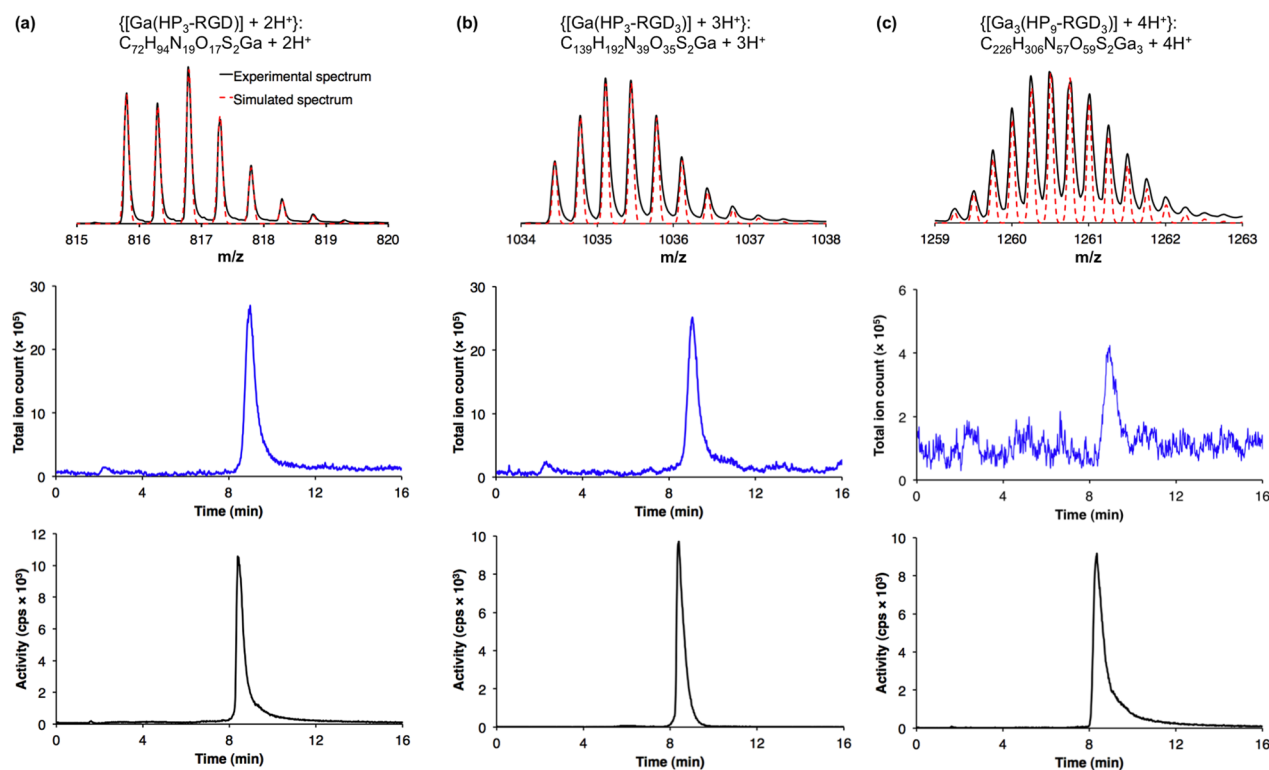 (a)
{[Ga(HP₃-RGD)] + 2H⁺}:
C₇₂H₉₄N₁₉O₁₇S₂Ga + 2H⁺
Experimental spectrum
Simulated spectrum
815 816 817 818 819 820
m/z
(b)
{[Ga(HP₃-RGD₃)] + 3H⁺}:
C₁₃₉H₁₉₂N₃₉O₃₅S₂Ga + 3H⁺
1034 1035 1036 1037 1038
m/z
(c)
{[Ga₃(HP₉-RGD₃)] + 4H⁺}:
C₂₂₆H₃₀₆N₅₇O₅₉S₂Ga₃ + 4H⁺
1259 1260 1261 1262 1263
m/z
Total ion count (× 10⁵)
30
20
10
0
0 4 8 12 16
Time (min)
Total ion count (× 10⁵)
30
20
10
0
0 4 8 12 16
Time (min)
Total ion count (× 10⁵)
6
4
2
0
0 4 8 12 16
Time (min)
Activity (cps × 10³)
12
10
8
6
4
2
0
0 4 8 12 16
Time (min)
Activity (cps × 10³)
10
8
6
4
2
0
0 4 8 12 16
Time (min)
Activity (cps × 10³)
10
8
6
4
2
0
0 4 8 12 16
Time (min)